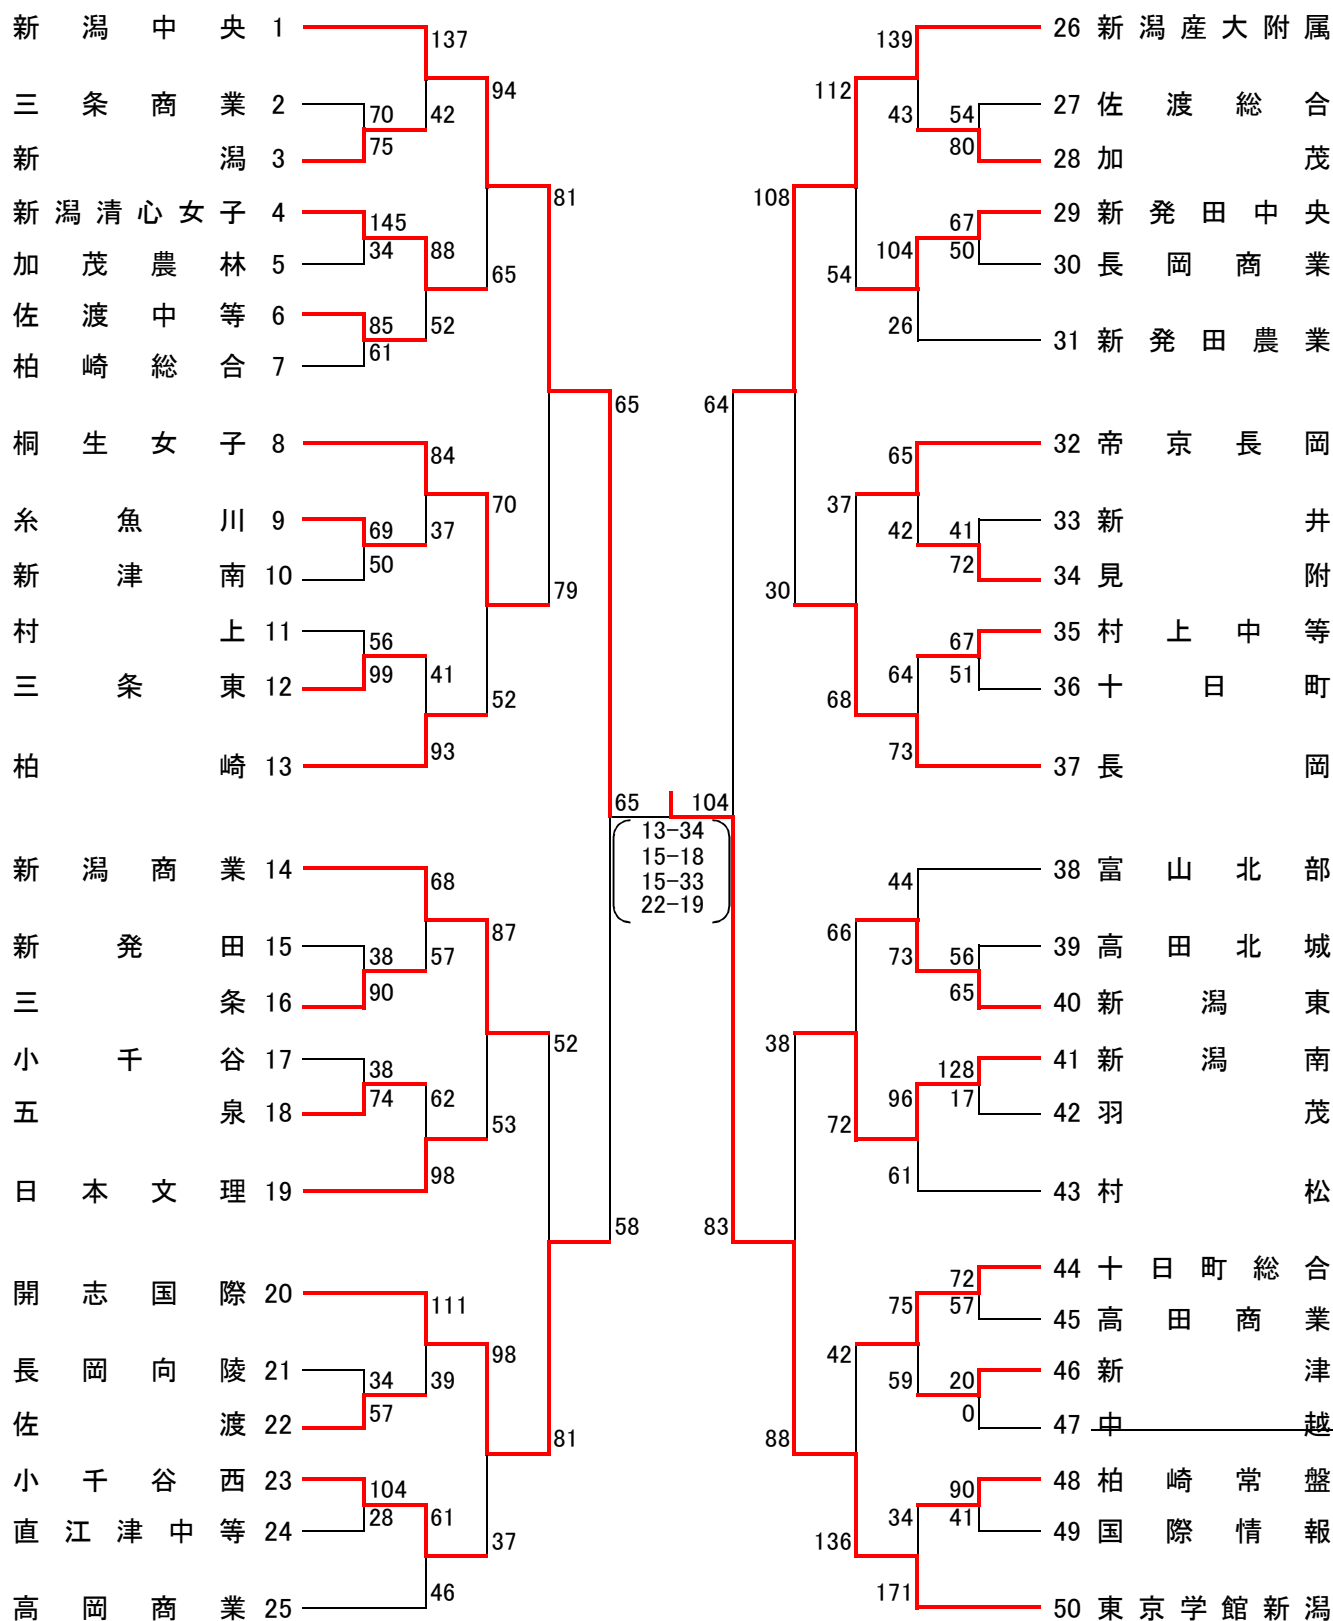 新潟中央 1
137
三条商業 2
70
42
75
新潟 3
94
新潟清心女子 4
145
34
88
加茂農林 5
佐渡中等 6
85
52
61
柏崎総合 7
65
81
桐生女子 8
84
糸魚川 9
69
37
50
新津南 10
70
村上 11
56
99
41
三条東 12
柏崎 13
93
52
79
65
新潟商業 14
68
新発田 15
38
57
90
三条 16
87
小千谷 17
38
74
62
五泉 18
日本文理 19
98
53
52
開志国際 20
111
長岡向陵 21
34
39
57
佐渡 22
98
小千谷西 23
104
28
61
直江津中等 24
高岡商業 25
46
37
81
58
65 104
13-34
15-18
15-33
22-19
139
26 新潟産大附属
43
54
27 佐渡総合
80
28 加茂
112
67
29 新発田中央
104
50
30 長岡商業
26
31 新発田農業
54
108
65
32 帝京長岡
42
41
33 新井
72
34 見附
37
67
35 村上中等
64
51
36 十日町
73
37 長岡
68
30
64
44
38 富山北部
73
56
39 高田北城
65
40 新潟東
66
128
41 新潟南
96
17
42 羽茂
61
43 村松
72
38
72
44 十日町総合
75
57
45 高田商業
59
20
46 新津
0
47 中越
42
90
48 柏崎常盤
34
41
49 国際情報
171
50 東京学館新潟
136
88
83